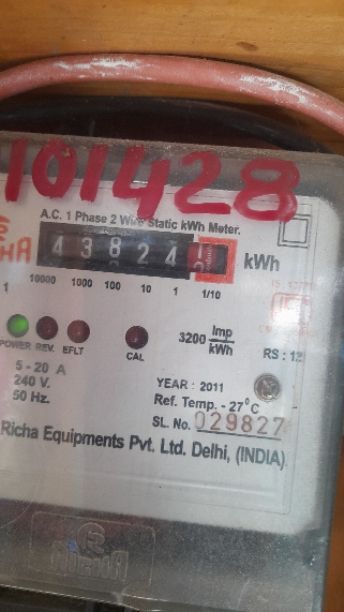 101428
A.C. 1 Phase 2 Wire Static kWh Meter.
4 3 8 2 4 kWh
10000 1000 100 10 1 1/10
3200 Imp/kWh
POWER REV. EFLT CAL
RS : 12
5 - 20 A
240 V.
50 Hz.
YEAR : 2011
Ref. Temp. - 27°C
SL. No. 029827
Richa Equipments Pvt. Ltd. Delhi, (INDIA)
RICHA